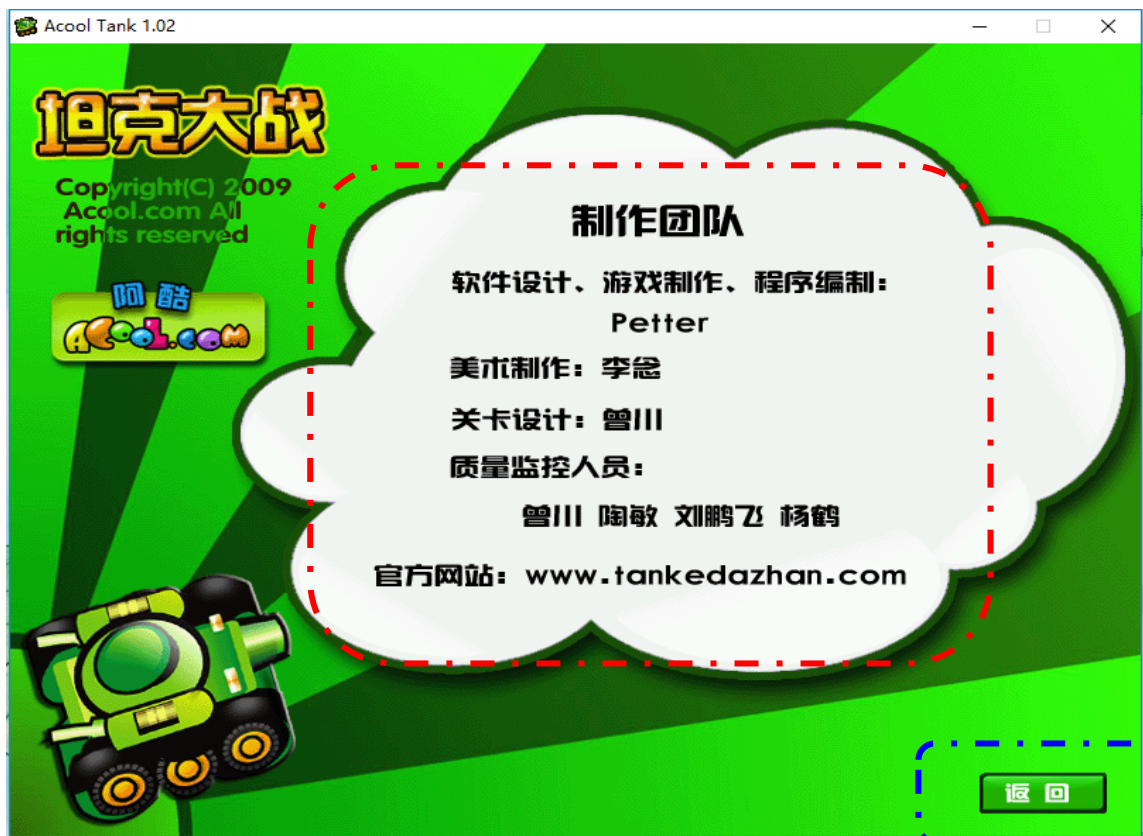 Acool Tank 1.02
坦克大战
Copyright(C) 2009
Acool.com All
rights reserved
阿酷
ACOOL.COM
制作团队
软件设计、游戏制作、程序编制：
Petter
美术制作：李念
关卡设计：曾川
质量监控人员：
曾川 陶敏 刘鹏飞 杨鹤
官方网站：www.tankedazhan.com
返回